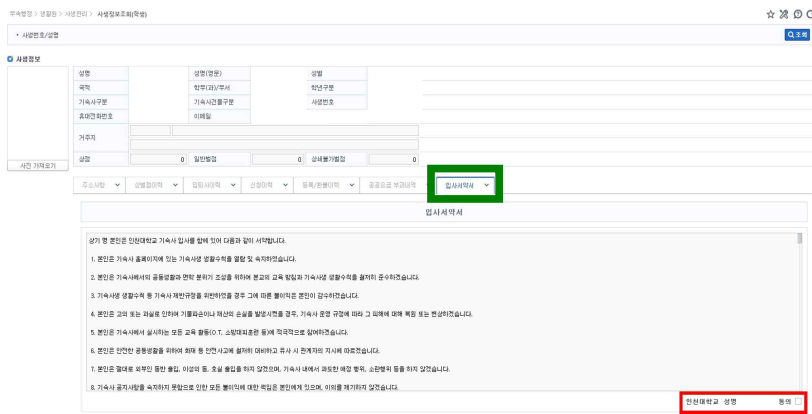 부속행정 > 생활원 > 사생관리 > 사생정보조회(학생)
• 사생번호/성명
조회
사생정보
성명 성명(영문) 성별
국적 학부(과)/부서 학년구분
기숙사구분 기숙사건물구분 사생번호
휴대전화번호 이메일
거주지
상점 0 일반벌점 0 상쇄불가벌점 0
사진 가져오기
주소사항 상벌점이력 입퇴사이력 신청이력 등록/환불이력 공공요금 부과내역 입사서약서
입사서약서
상기 명 본인은 인천대학교 기숙사 입사를 함에 있어 다음과 같이 서약합니다.
1. 본인은 기숙사 홈페이지에 있는 기숙사생 생활수칙을 열람 및 숙지하였습니다.
2. 본인은 기숙사에서의 공동생활과 면학 분위기 조성을 위하여 본교의 교육 방침과 기숙사생 생활수칙을 철저히 준수하겠습니다.
3. 기숙사생 생활수칙 등 기숙사 제반규정을 위반하였을 경우 그에 따른 불이익은 본인이 감수하겠습니다.
4. 본인은 고의 또는 과실로 인하여 기물파손이나 재산의 손실을 발생시켰을 경우, 기숙사 운영 규정에 따라 그 피해에 대해 복원 또는 변상하겠습니다.
5. 본인은 기숙사에서 실시하는 모든 교육 활동(O.T, 소방대피훈련 등)에 적극적으로 참여하겠습니다.
6. 본인은 안전한 공동생활을 위하여 화재 등 안전사고에 철저히 대비하고 유사 시 관계자의 지시에 따르겠습니다.
7. 본인은 절대로 외부인 동반 출입, 이성의 동, 호실 출입을 하지 않겠으며, 기숙사 내에서 과도한 애정 행위, 소란행위 등을 하지 않겠습니다.
8. 기숙사 공지사항을 숙지하지 못함으로 인한 모든 불이익에 대한 책임은 본인에게 있으며, 이의를 제기하지 않겠습니다.
인천대학교 성명 동의